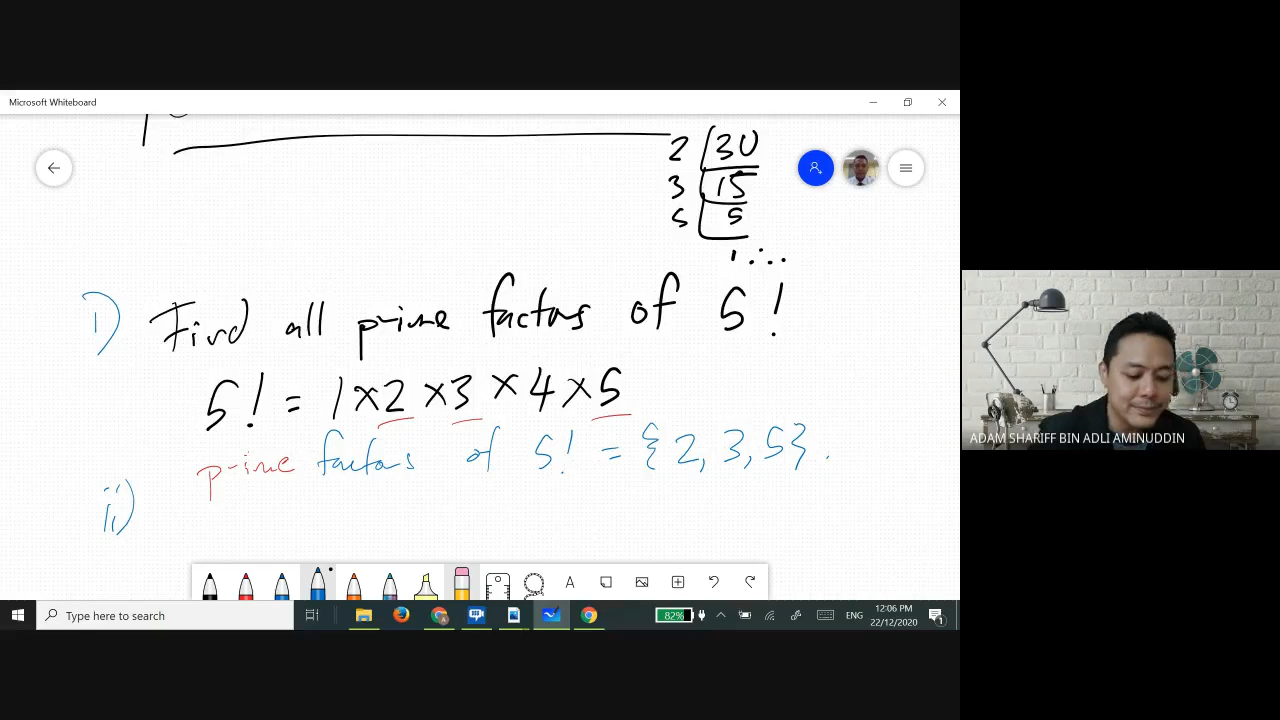 Microsoft Whiteboard
2 30
3 15
5 5
1 ...
i) Find all prime factors of 5!
5! = 1 × 2 × 3 × 4 × 5
prime factors of 5! = {2, 3, 5}.
ii)
ADAM SHARIFF BIN ADLI AMINUDDIN
A
Type here to search
82%
ENG
12:06 PM
22/12/2020
1